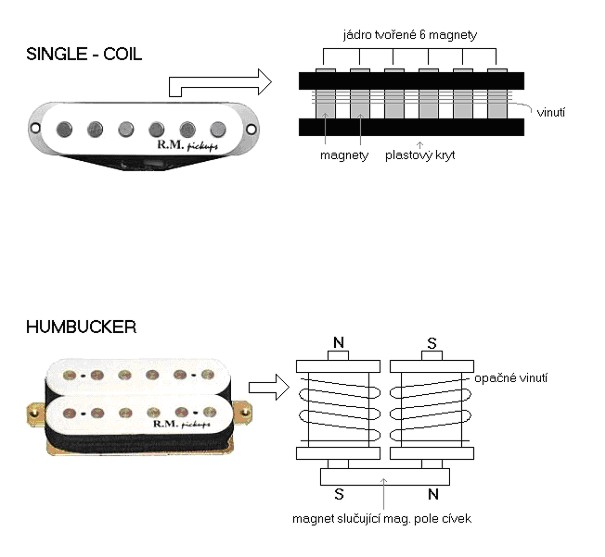 jádro tvořené 6 magnety
SINGLE - COIL
vinutí
R.M. pickups
magnety
plastový kryt
HUMBUCKER
N
S
opačné vinutí
R.M. pickups
S
N
magnet slučující mag. pole cívek